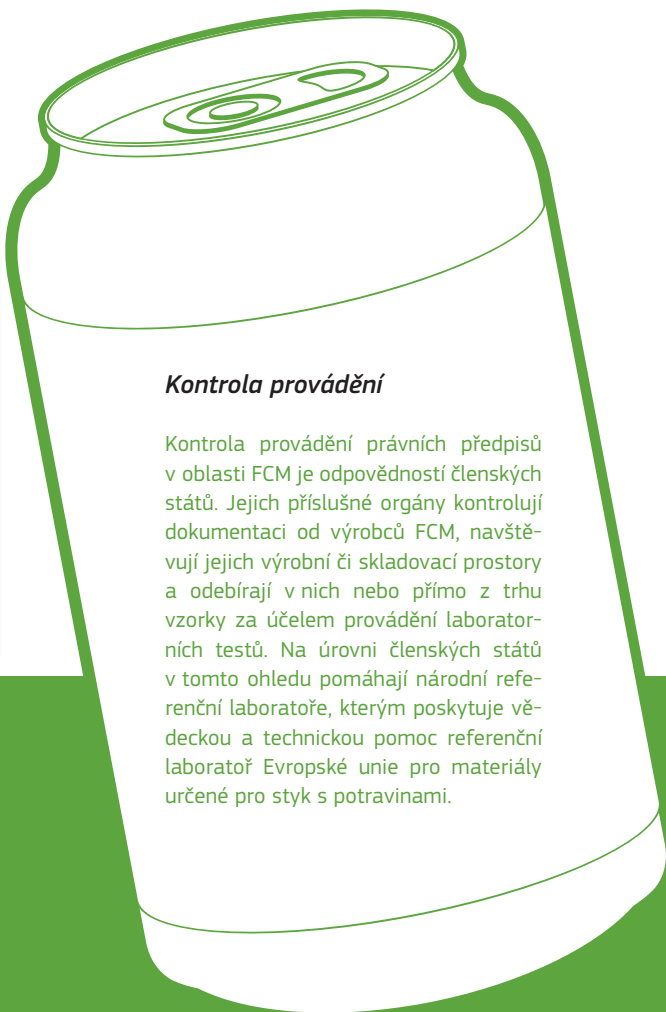 Kontrola provádění
Kontrola provádění právních předpisů
v oblasti FCM je odpovědností členských
států. Jejich příslušné orgány kontrolují
dokumentaci od výrobců FCM, navště-
vují jejich výrobní či skladovací prostory
a odebírají v nich nebo přímo z trhu
vzorky za účelem provádění laborator-
ních testů. Na úrovni členských států
v tomto ohledu pomáhají národní refe-
renční laboratoře, kterým poskytuje vě-
deckou a technickou pomoc referenční
laboratoř Evropské unie pro materiály
určené pro styk s potravinami.